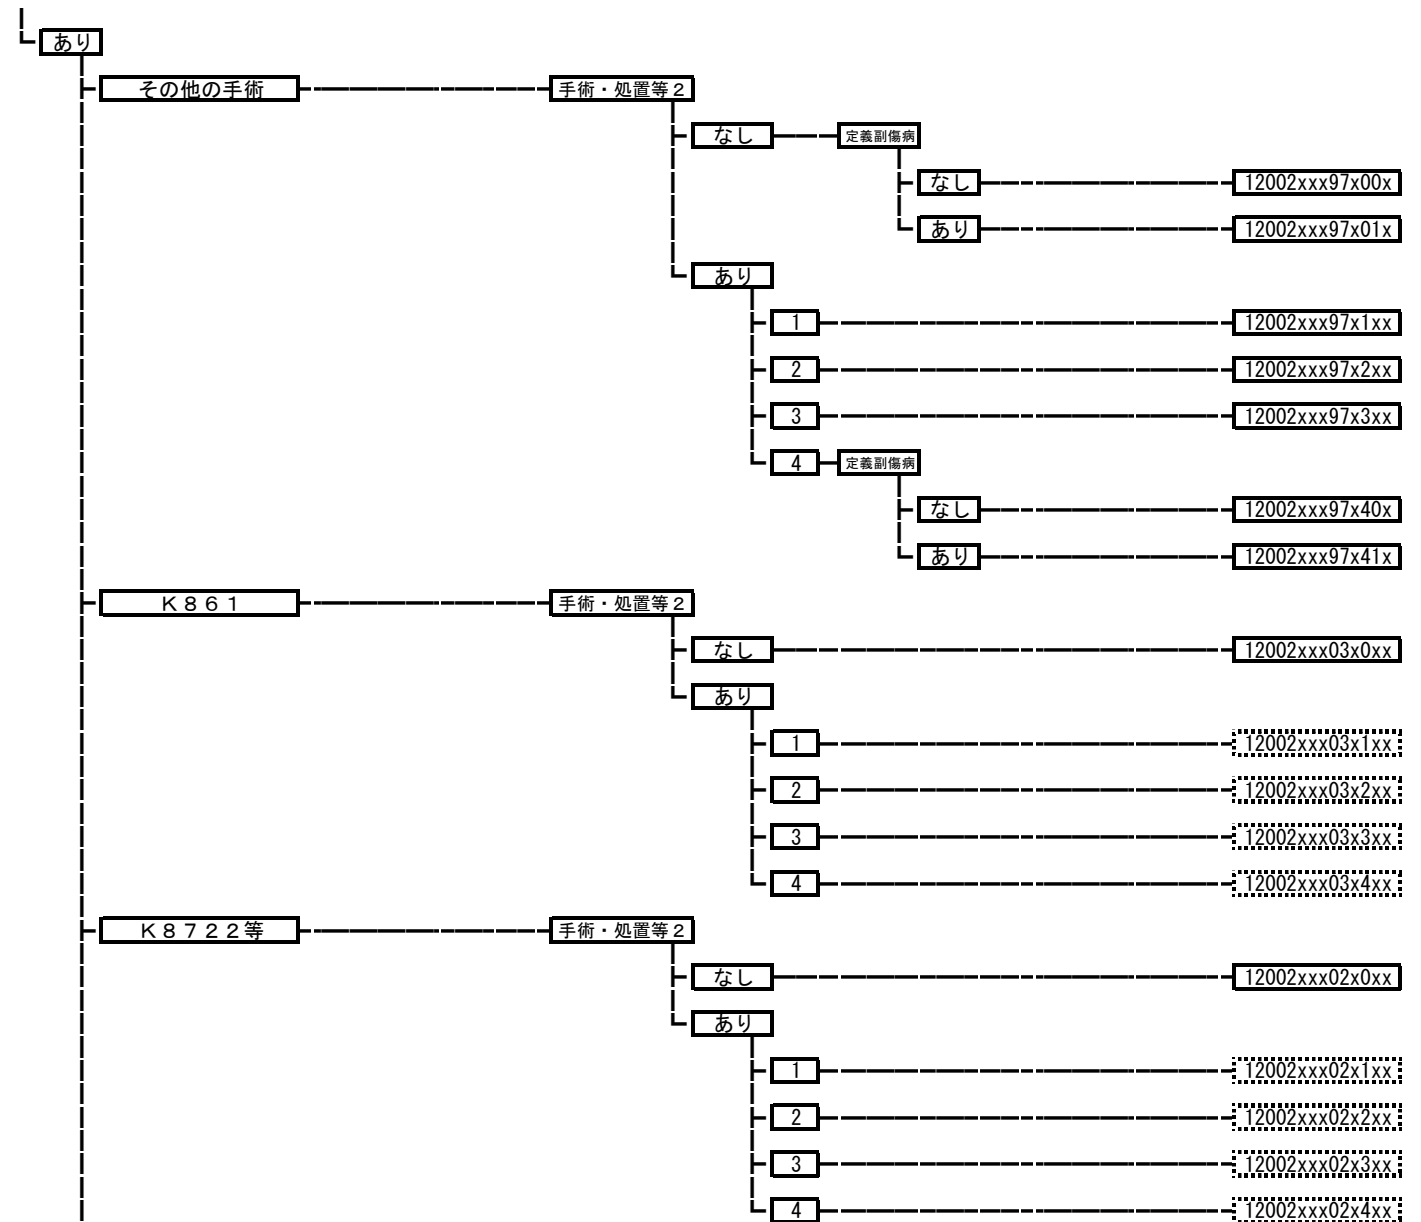 あり
その他の手術 手術・処置等２
なし 定義副傷病
なし 12002xxx97x00x
あり 12002xxx97x01x
あり
1 12002xxx97x1xx
2 12002xxx97x2xx
3 12002xxx97x3xx
4 定義副傷病
なし 12002xxx97x40x
あり 12002xxx97x41x
Ｋ８６１ 手術・処置等２
なし 12002xxx03x0xx
あり
1 12002xxx03x1xx
2 12002xxx03x2xx
3 12002xxx03x3xx
4 12002xxx03x4xx
Ｋ８７２２等 手術・処置等２
なし 12002xxx02x0xx
あり
1 12002xxx02x1xx
2 12002xxx02x2xx
3 12002xxx02x3xx
4 12002xxx02x4xx